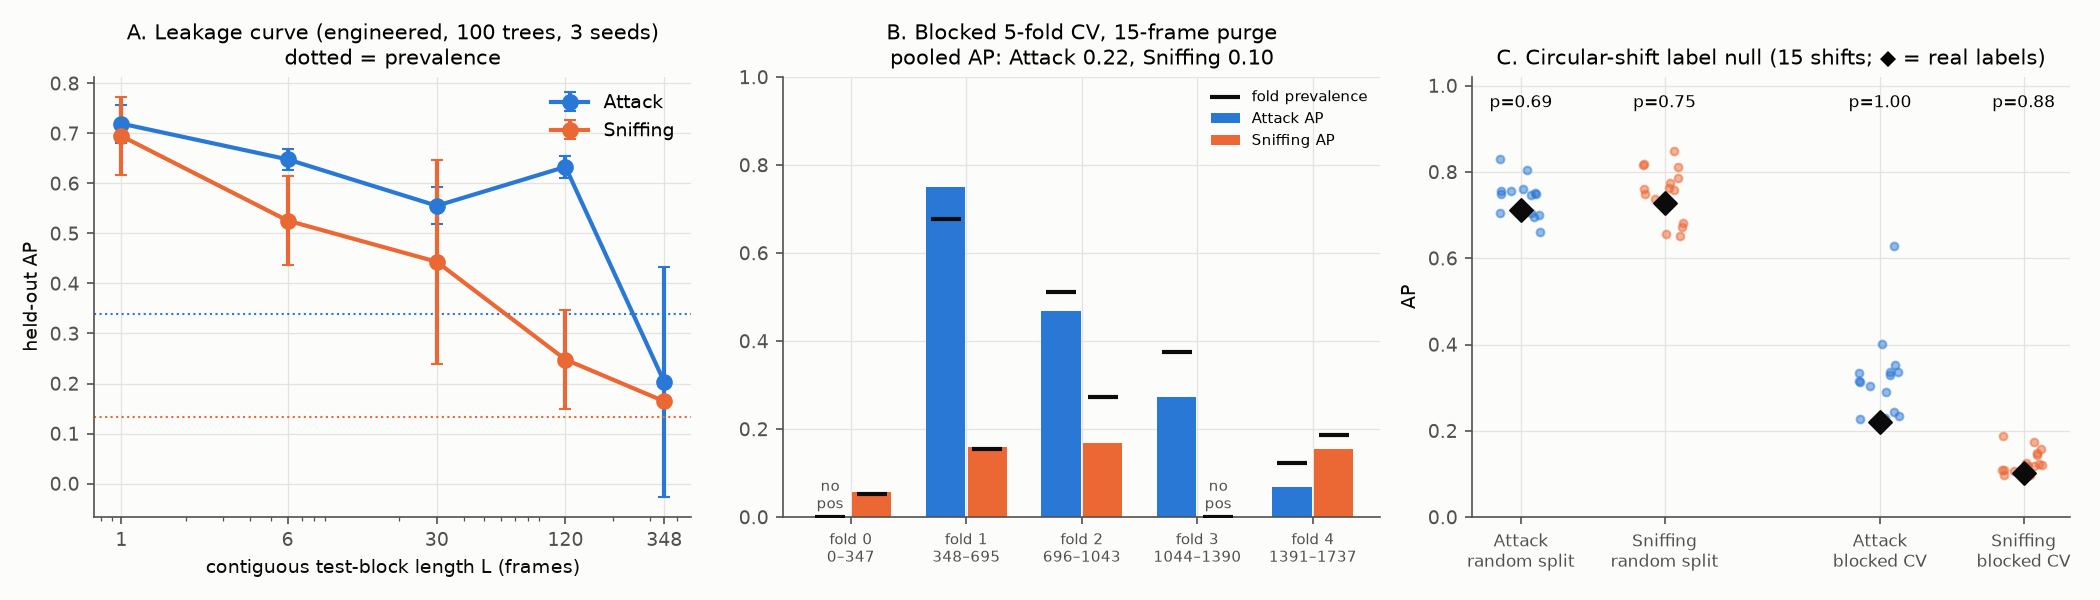 A. Leakage curve (engineered, 100 trees, 3 seeds)
dotted = prevalence
Attack
Sniffing
held-out AP
0.8
0.7
0.6
0.5
0.4
0.3
0.2
0.1
0.0
1
6
30
120
348
contiguous test-block length L (frames)
B. Blocked 5-fold CV, 15-frame purge
pooled AP: Attack 0.22, Sniffing 0.10
fold prevalence
Attack AP
Sniffing AP
1.0
0.8
0.6
0.4
0.2
0.0
no
pos
no
pos
fold 0
0–347
fold 1
348–695
fold 2
696–1043
fold 3
1044–1390
fold 4
1391–1737
C. Circular-shift label null (15 shifts; ◆ = real labels)
p=0.69
p=0.75
p=1.00
p=0.88
AP
1.0
0.8
0.6
0.4
0.2
0.0
Attack
random split
Sniffing
random split
Attack
blocked CV
Sniffing
blocked CV